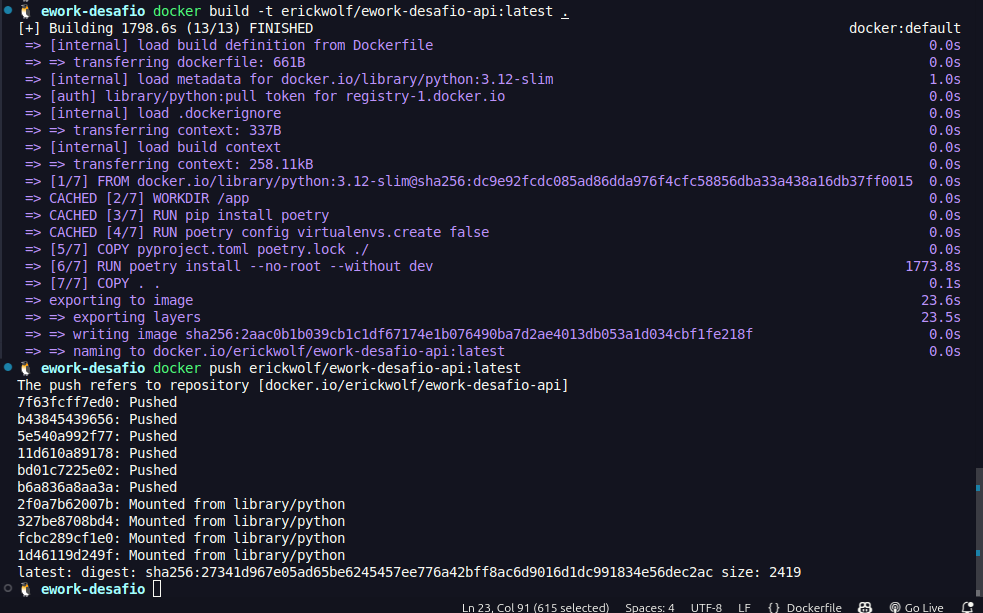 ework-desafio docker build -t erickwolf/ework-desafio-api:latest .
[+] Building 1798.6s (13/13) FINISHED docker:default
=> [internal] load build definition from Dockerfile 0.0s
=> => transferring dockerfile: 661B 0.0s
=> [internal] load metadata for docker.io/library/python:3.12-slim 1.0s
=> [auth] library/python:pull token for registry-1.docker.io 0.0s
=> [internal] load .dockerignore 0.0s
=> => transferring context: 337B 0.0s
=> [internal] load build context 0.0s
=> => transferring context: 258.11kB 0.0s
=> [1/7] FROM docker.io/library/python:3.12-slim@sha256:dc9e92fcdc085ad86dda976f4cfc58856dba33a438a16db37ff0015 0.0s
=> CACHED [2/7] WORKDIR /app 0.0s
=> CACHED [3/7] RUN pip install poetry 0.0s
=> CACHED [4/7] RUN poetry config virtualenvs.create false 0.0s
=> [5/7] COPY pyproject.toml poetry.lock ./ 0.0s
=> [6/7] RUN poetry install --no-root --without dev 1773.8s
=> [7/7] COPY . . 0.1s
=> exporting to image 23.6s
=> => exporting layers 23.5s
=> => writing image sha256:2aac0b1b039cb1c1df67174e1b076490ba7d2ae4013db053a1d034cbf1fe218f 0.0s
=> => naming to docker.io/erickwolf/ework-desafio-api:latest 0.0s
ework-desafio docker push erickwolf/ework-desafio-api:latest
The push refers to repository [docker.io/erickwolf/ework-desafio-api]
7f63fcff7ed0: Pushed
b43845439656: Pushed
5e540a992f77: Pushed
11d610a89178: Pushed
bd01c7225e02: Pushed
b6a836a8aa3a: Pushed
2f0a7b62007b: Mounted from library/python
327be8708bd4: Mounted from library/python
fcbc289cf1e0: Mounted from library/python
1d46119d249f: Mounted from library/python
latest: digest: sha256:27341d967e05ad65be6245457ee776a42bff8ac6d9016d1dc991834e56dec2ac size: 2419
ework-desafio
Ln 23, Col 91 (615 selected) Spaces: 4 UTF-8 LF {} Dockerfile Go Live